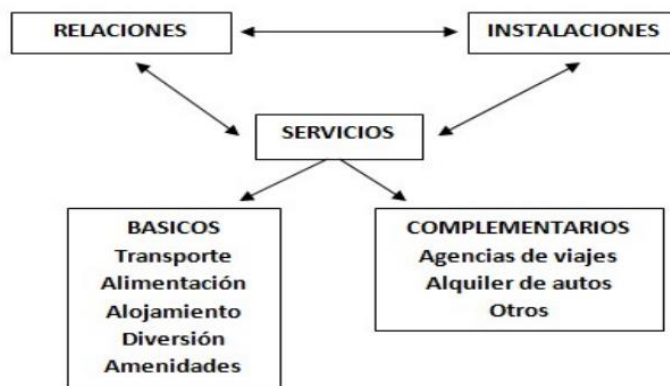 RELACIONES
INSTALACIONES
SERVICIOS
BASICOS
Transporte
Alimentación
Alojamiento
Diversión
Amenidades
COMPLEMENTARIOS
Agencias de viajes
Alquiler de autos
Otros